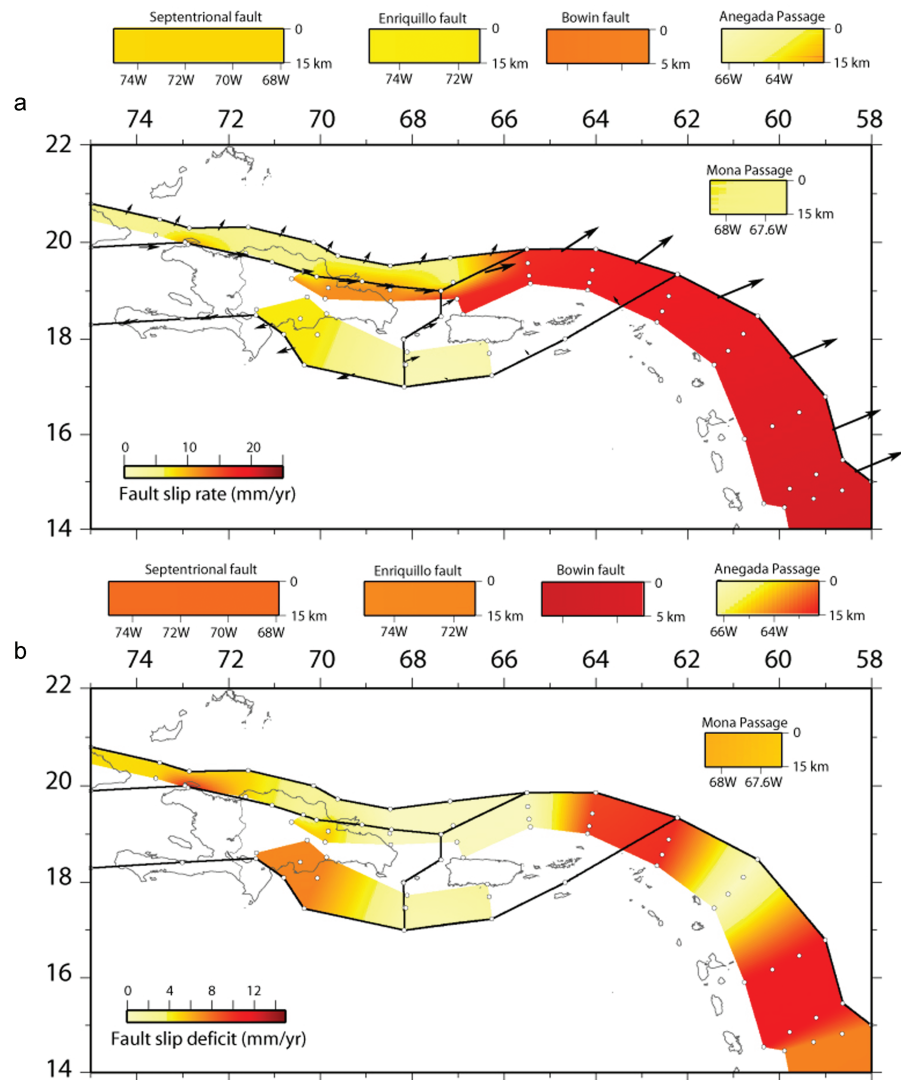 Septentrional fault Enriquillo fault Bowin fault Anegada Passage
0 0 0 0
15 km 15 km 5 km 15 km
74W 72W 70W 68W 74W 72W 66W 64W
a
74 72 70 68 66 64 62 60 58
22
Mona Passage
0
15 km
68W 67.6W
20
18
16
0 10 20
Fault slip rate (mm/yr)
14
Septentrional fault Enriquillo fault Bowin fault Anegada Passage
0 0 0 0
15 km 15 km 5 km 15 km
74W 72W 70W 68W 74W 72W 66W 64W
b
74 72 70 68 66 64 62 60 58
22
Mona Passage
0
15 km
68W 67.6W
20
18
16
0 4 8 12
Fault slip deficit (mm/yr)
14